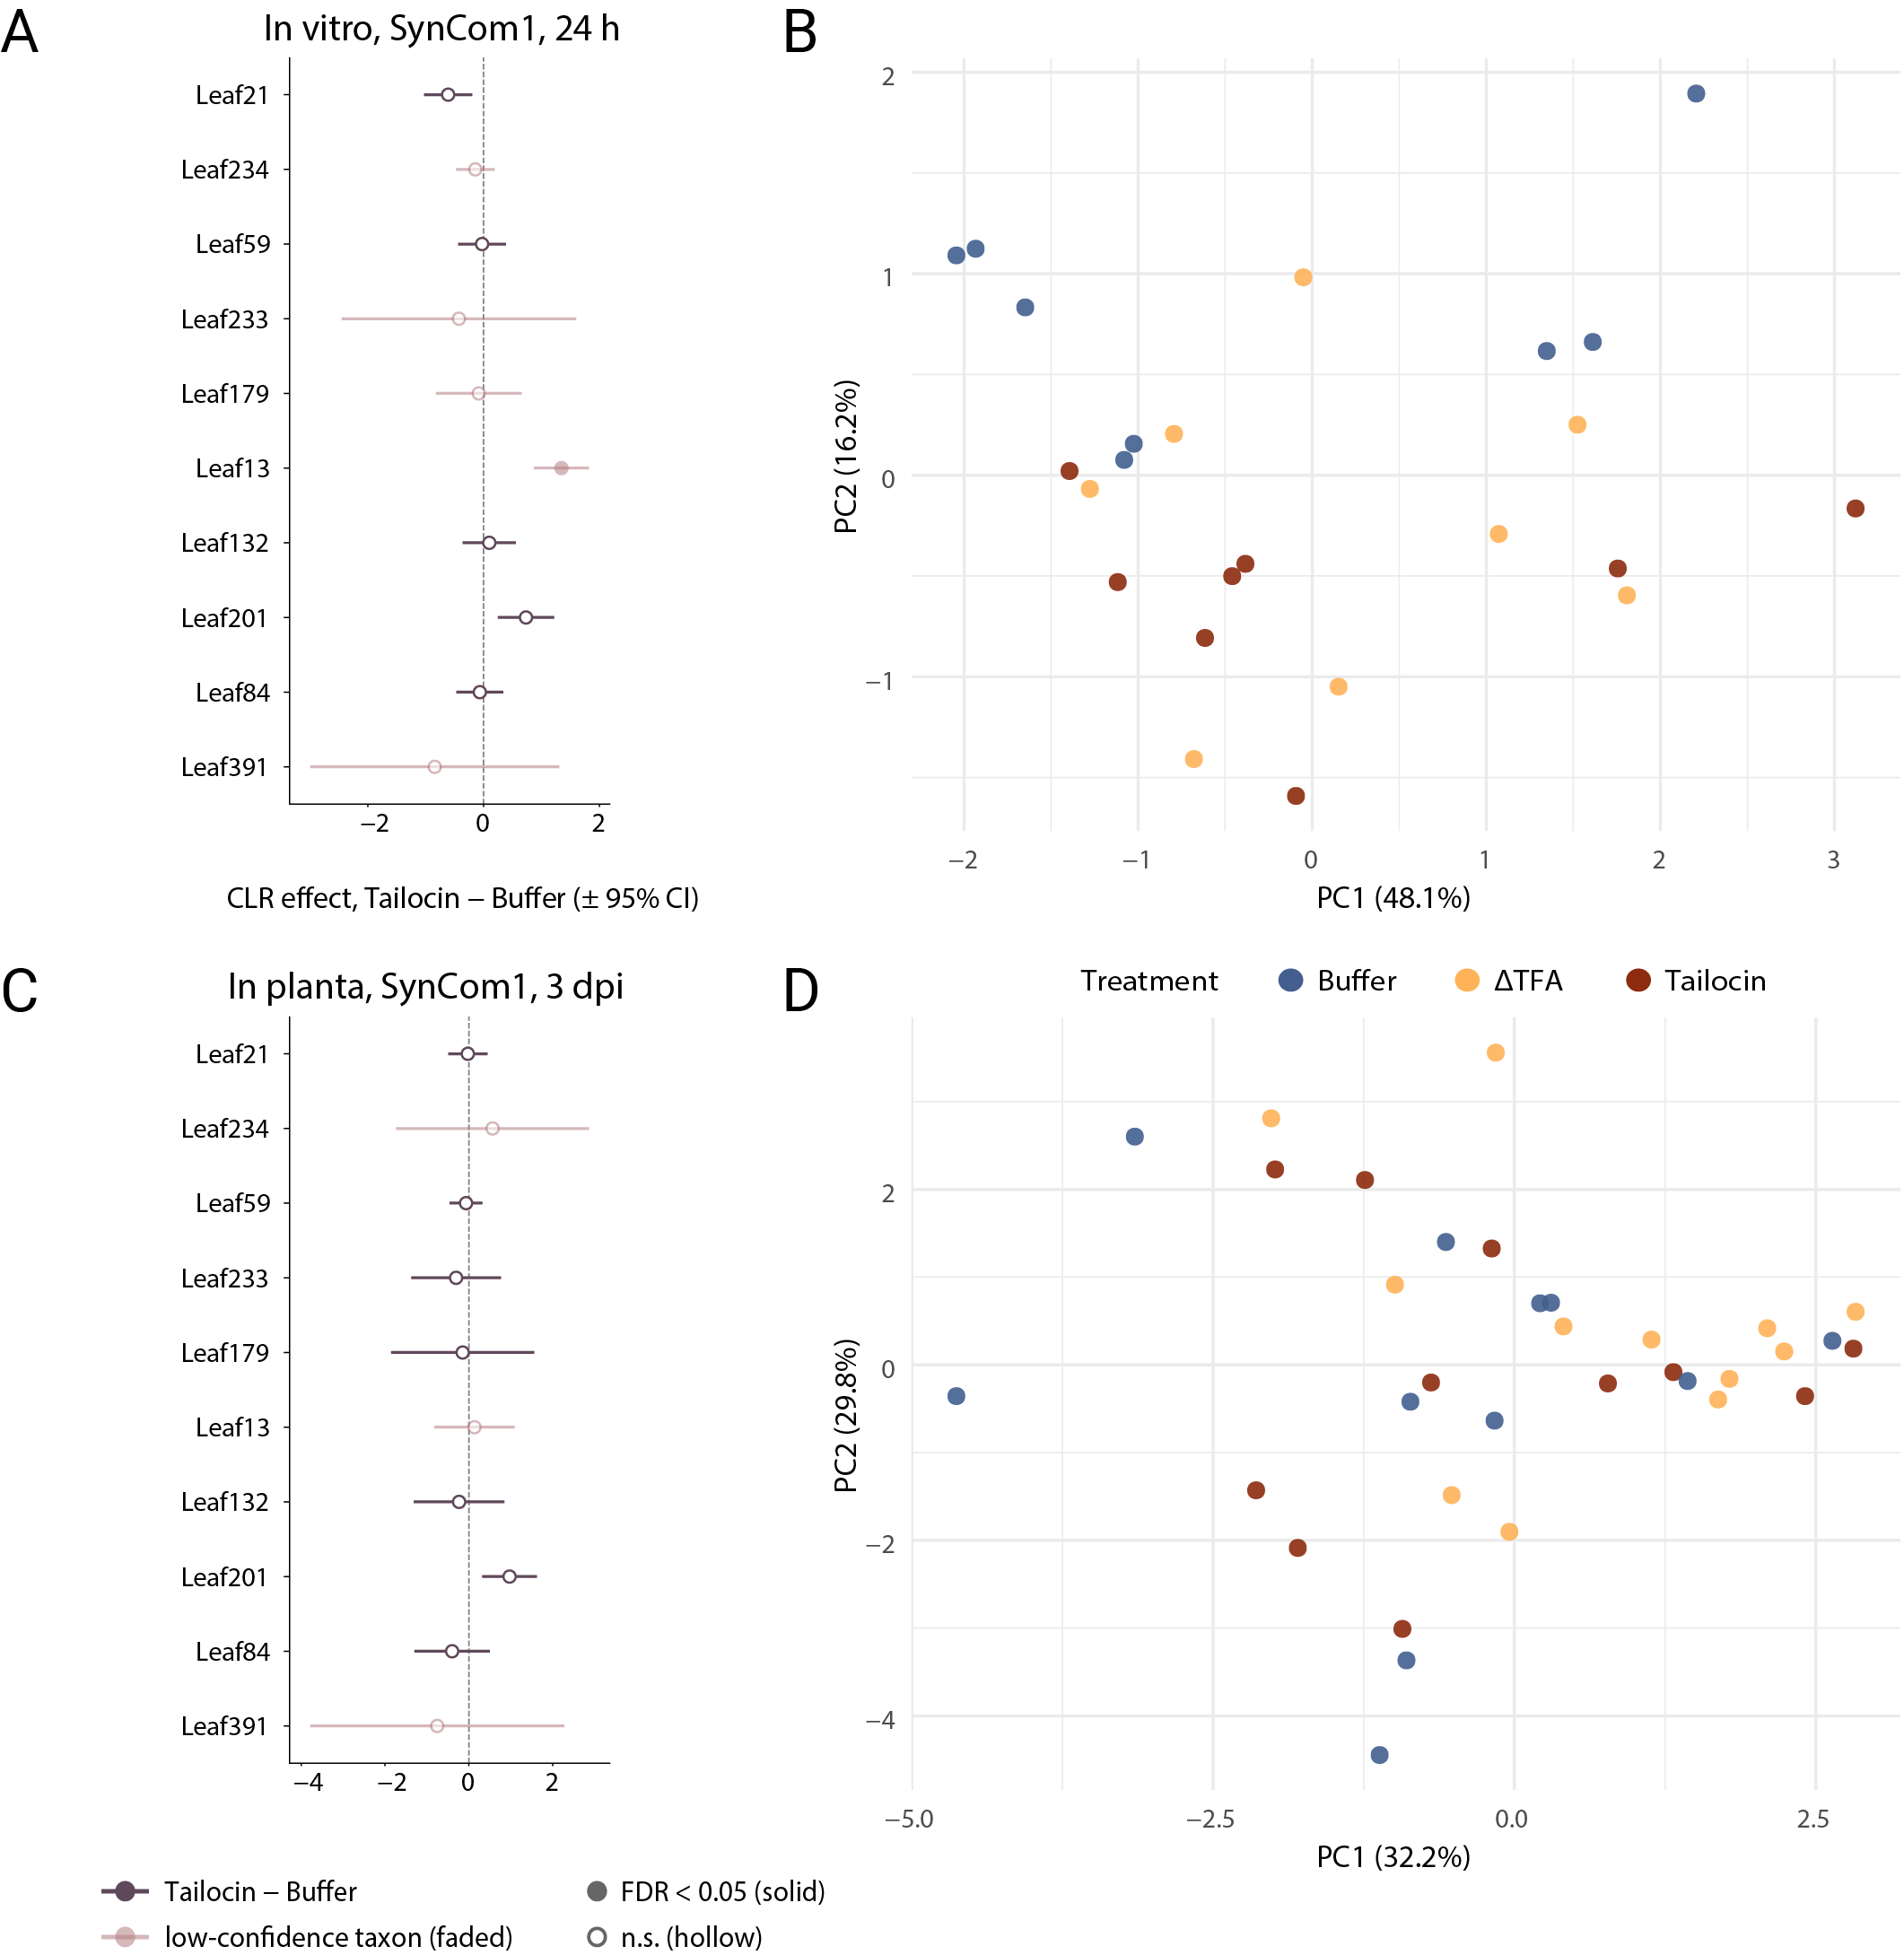 A
In vitro, SynCom1, 24 h
Leaf21
Leaf234
Leaf59
Leaf233
Leaf179
Leaf13
Leaf132
Leaf201
Leaf84
Leaf391
−2 0 2
CLR effect, Tailocin − Buffer (± 95% CI)
B
2
1
0
−1
PC2 (16.2%)
−2 −1 0 1 2 3
PC1 (48.1%)
C
In planta, SynCom1, 3 dpi
Leaf21
Leaf234
Leaf59
Leaf233
Leaf179
Leaf13
Leaf132
Leaf201
Leaf84
Leaf391
−4 −2 0 2
D
Treatment Buffer ΔTFA Tailocin
2
0
−2
−4
PC2 (29.8%)
−5.0 −2.5 0.0 2.5
PC1 (32.2%)
Tailocin − Buffer
low-confidence taxon (faded)
FDR < 0.05 (solid)
n.s. (hollow)